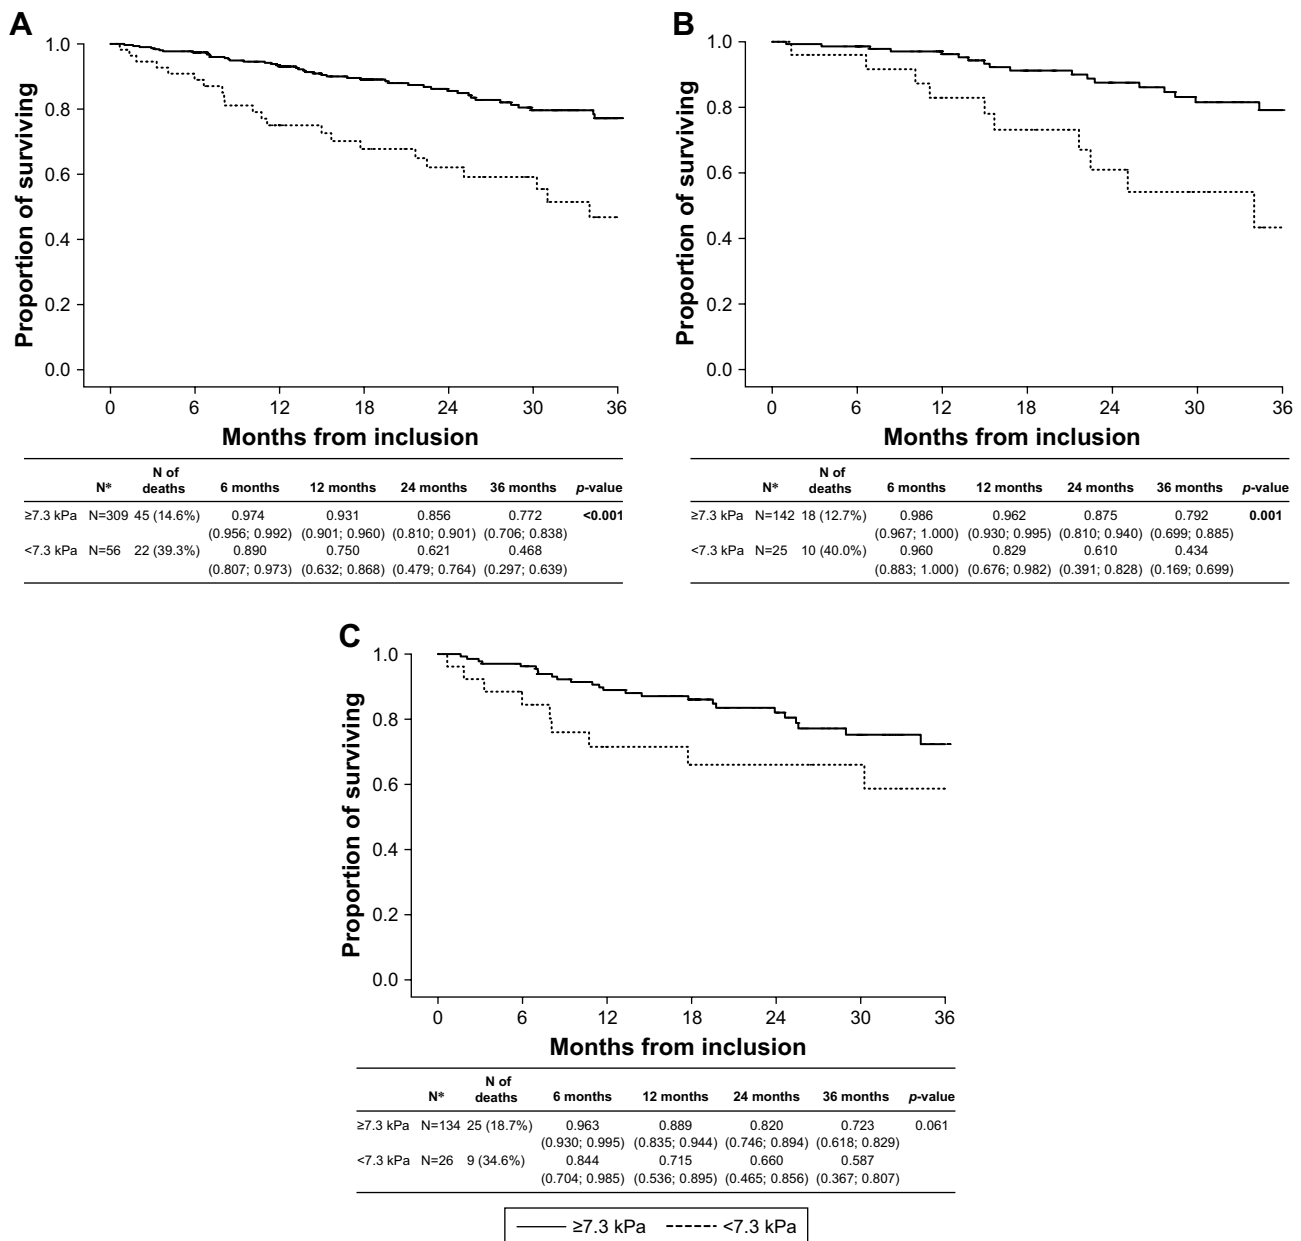 A
Proportion of surviving
1.0
0.8
0.6
0.4
0.2
0.0
0 6 12 18 24 30 36
Months from inclusion
N* N of deaths 6 months 12 months 24 months 36 months p-value
≥7.3 kPa N=309 45 (14.6%) 0.974 0.931 0.856 0.772 <0.001
(0.956; 0.992) (0.901; 0.960) (0.810; 0.901) (0.706; 0.838)
<7.3 kPa N=56 22 (39.3%) 0.890 0.750 0.621 0.468
(0.807; 0.973) (0.632; 0.868) (0.479; 0.764) (0.297; 0.639)
B
Proportion of surviving
1.0
0.8
0.6
0.4
0.2
0.0
0 6 12 18 24 30 36
Months from inclusion
N* N of deaths 6 months 12 months 24 months 36 months p-value
≥7.3 kPa N=142 18 (12.7%) 0.986 0.962 0.875 0.792 0.001
(0.967; 1.000) (0.930; 0.995) (0.810; 0.940) (0.699; 0.885)
<7.3 kPa N=25 10 (40.0%) 0.960 0.829 0.610 0.434
(0.883; 1.000) (0.676; 0.982) (0.391; 0.828) (0.169; 0.699)
C
Proportion of surviving
1.0
0.8
0.6
0.4
0.2
0.0
0 6 12 18 24 30 36
Months from inclusion
N* N of deaths 6 months 12 months 24 months 36 months p-value
≥7.3 kPa N=134 25 (18.7%) 0.963 0.889 0.820 0.723 0.061
(0.930; 0.995) (0.835; 0.944) (0.746; 0.894) (0.618; 0.829)
<7.3 kPa N=26 9 (34.6%) 0.844 0.715 0.660 0.587
(0.704; 0.985) (0.536; 0.895) (0.465; 0.856) (0.367; 0.807)
≥7.3 kPa <7.3 kPa